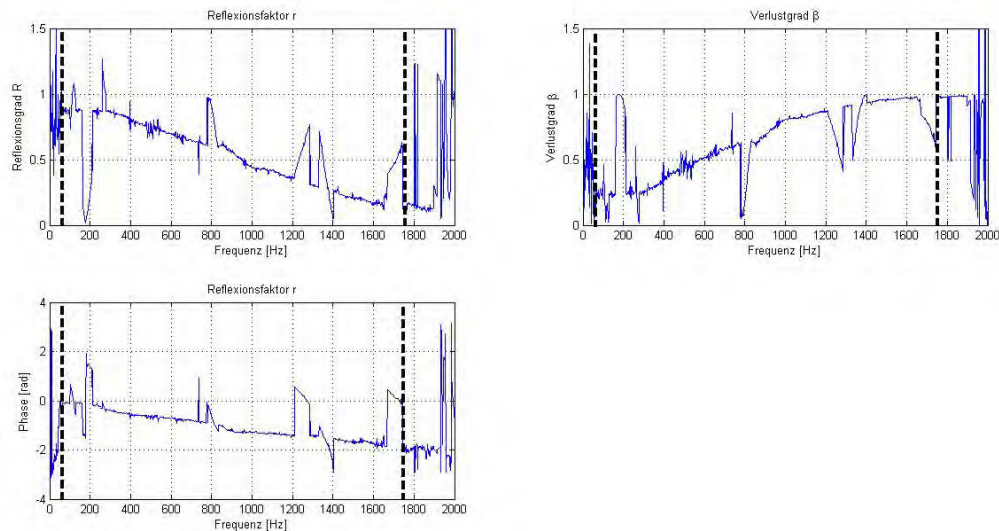 Reflexionsfaktor r
1.5
1
0.5
0
Reflexionsgrad R
0 200 400 600 800 1000 1200 1400 1600 1800 2000
Frequenz [Hz]
Verlustgrad β
1.5
1
0.5
0
Verlustgrad β
0 200 400 600 800 1000 1200 1400 1600 1800 2000
Frequenz [Hz]
Reflexionsfaktor r
4
2
0
-2
-4
Phase [rad]
0 200 400 600 800 1000 1200 1400 1600 1800 2000
Frequenz [Hz]